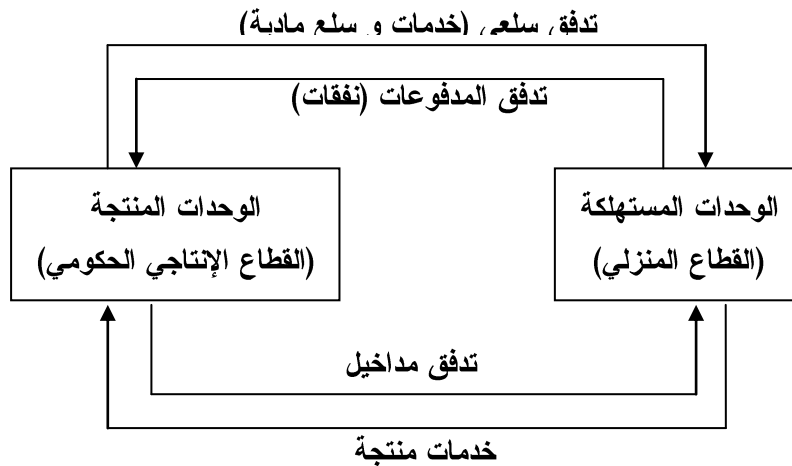 تدفق سلعي (خدمات و سلع مادية)
تدفق المدفوعات (نفقات)
الوحدات المنتجة
(القطاع الإنتاجي الحكومي)
الوحدات المستهلكة
(القطاع المنزلي)
تدفق مداخيل
خدمات منتجة